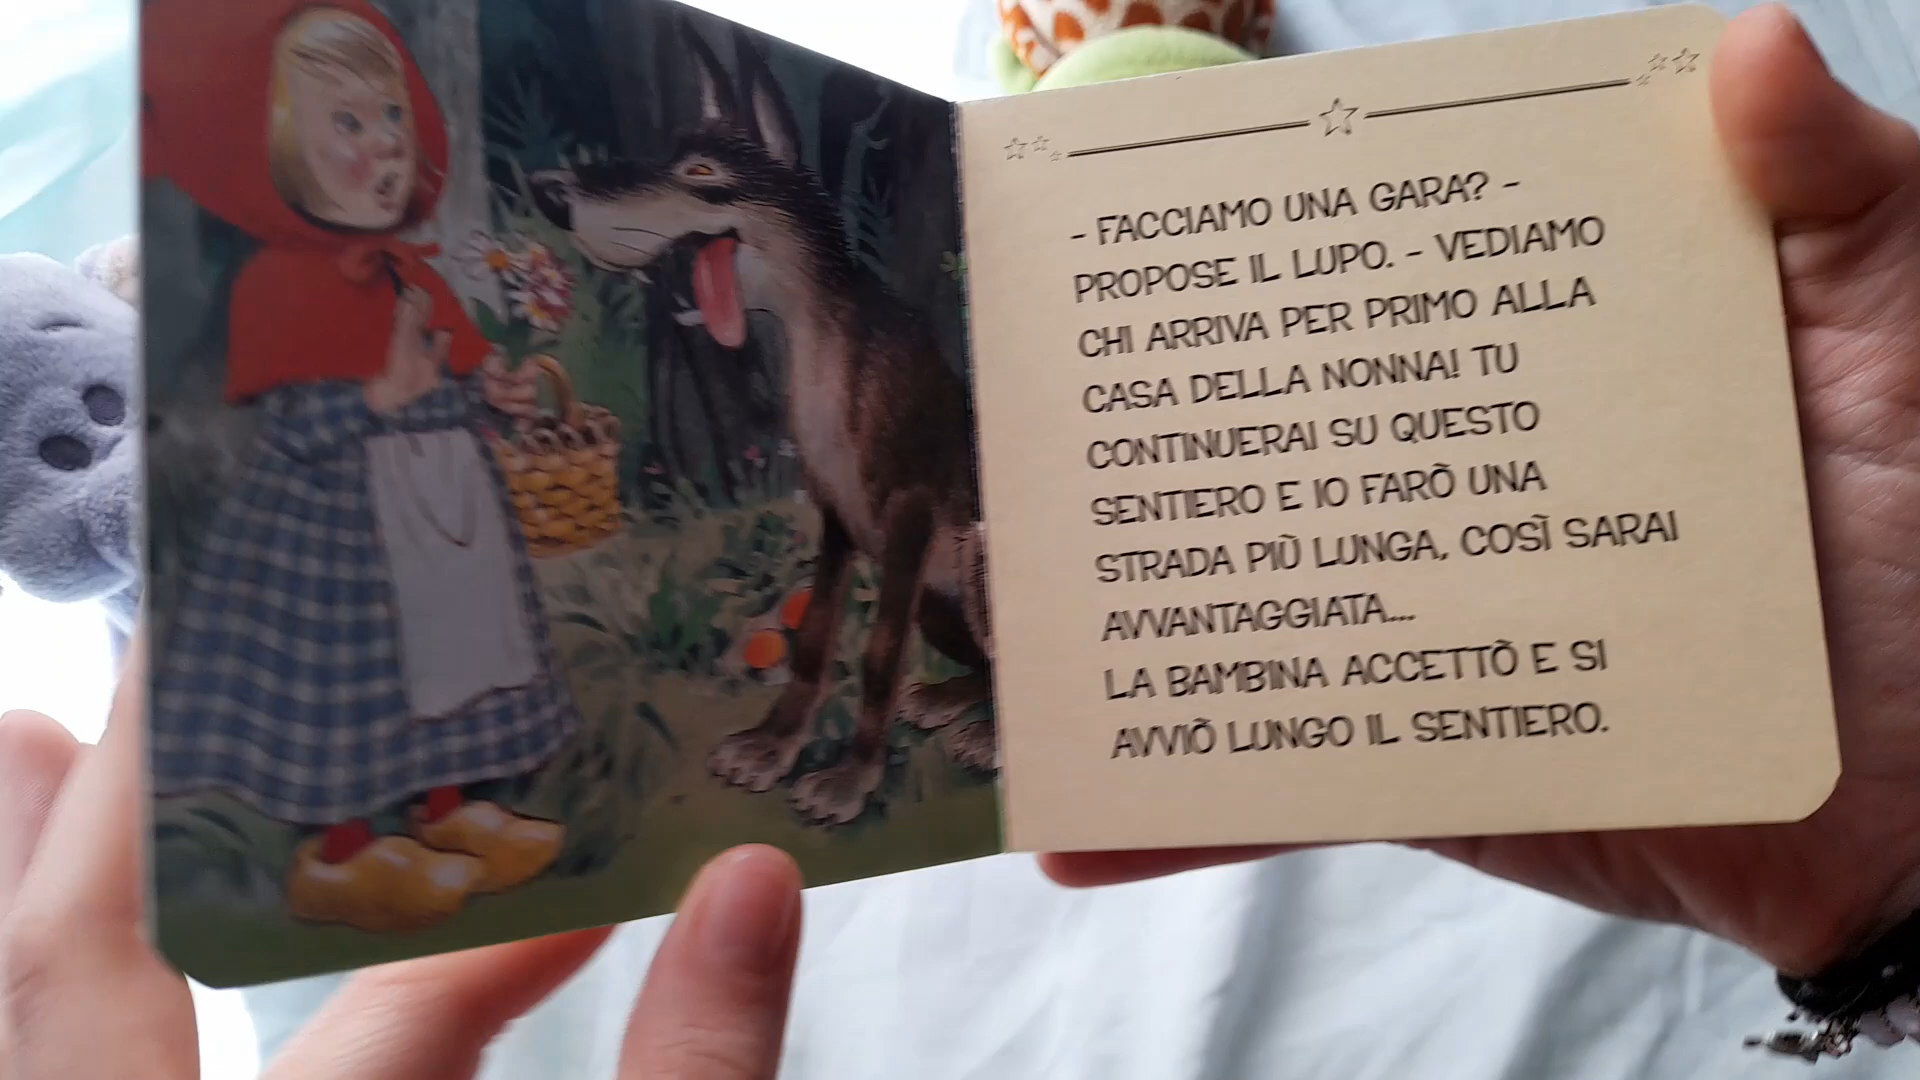 - FACCIAMO UNA GARA? -
PROPOSE IL LUPO. - VEDIAMO
CHI ARRIVA PER PRIMO ALLA
CASA DELLA NONNA! TU
CONTINUERAI SU QUESTO
SENTIERO E IO FARÒ UNA
STRADA PIÙ LUNGA, COSÌ SARAI
AVVANTAGGIATA...
LA BAMBINA ACCETTÒ E SI
AVVIÒ LUNGO IL SENTIERO.